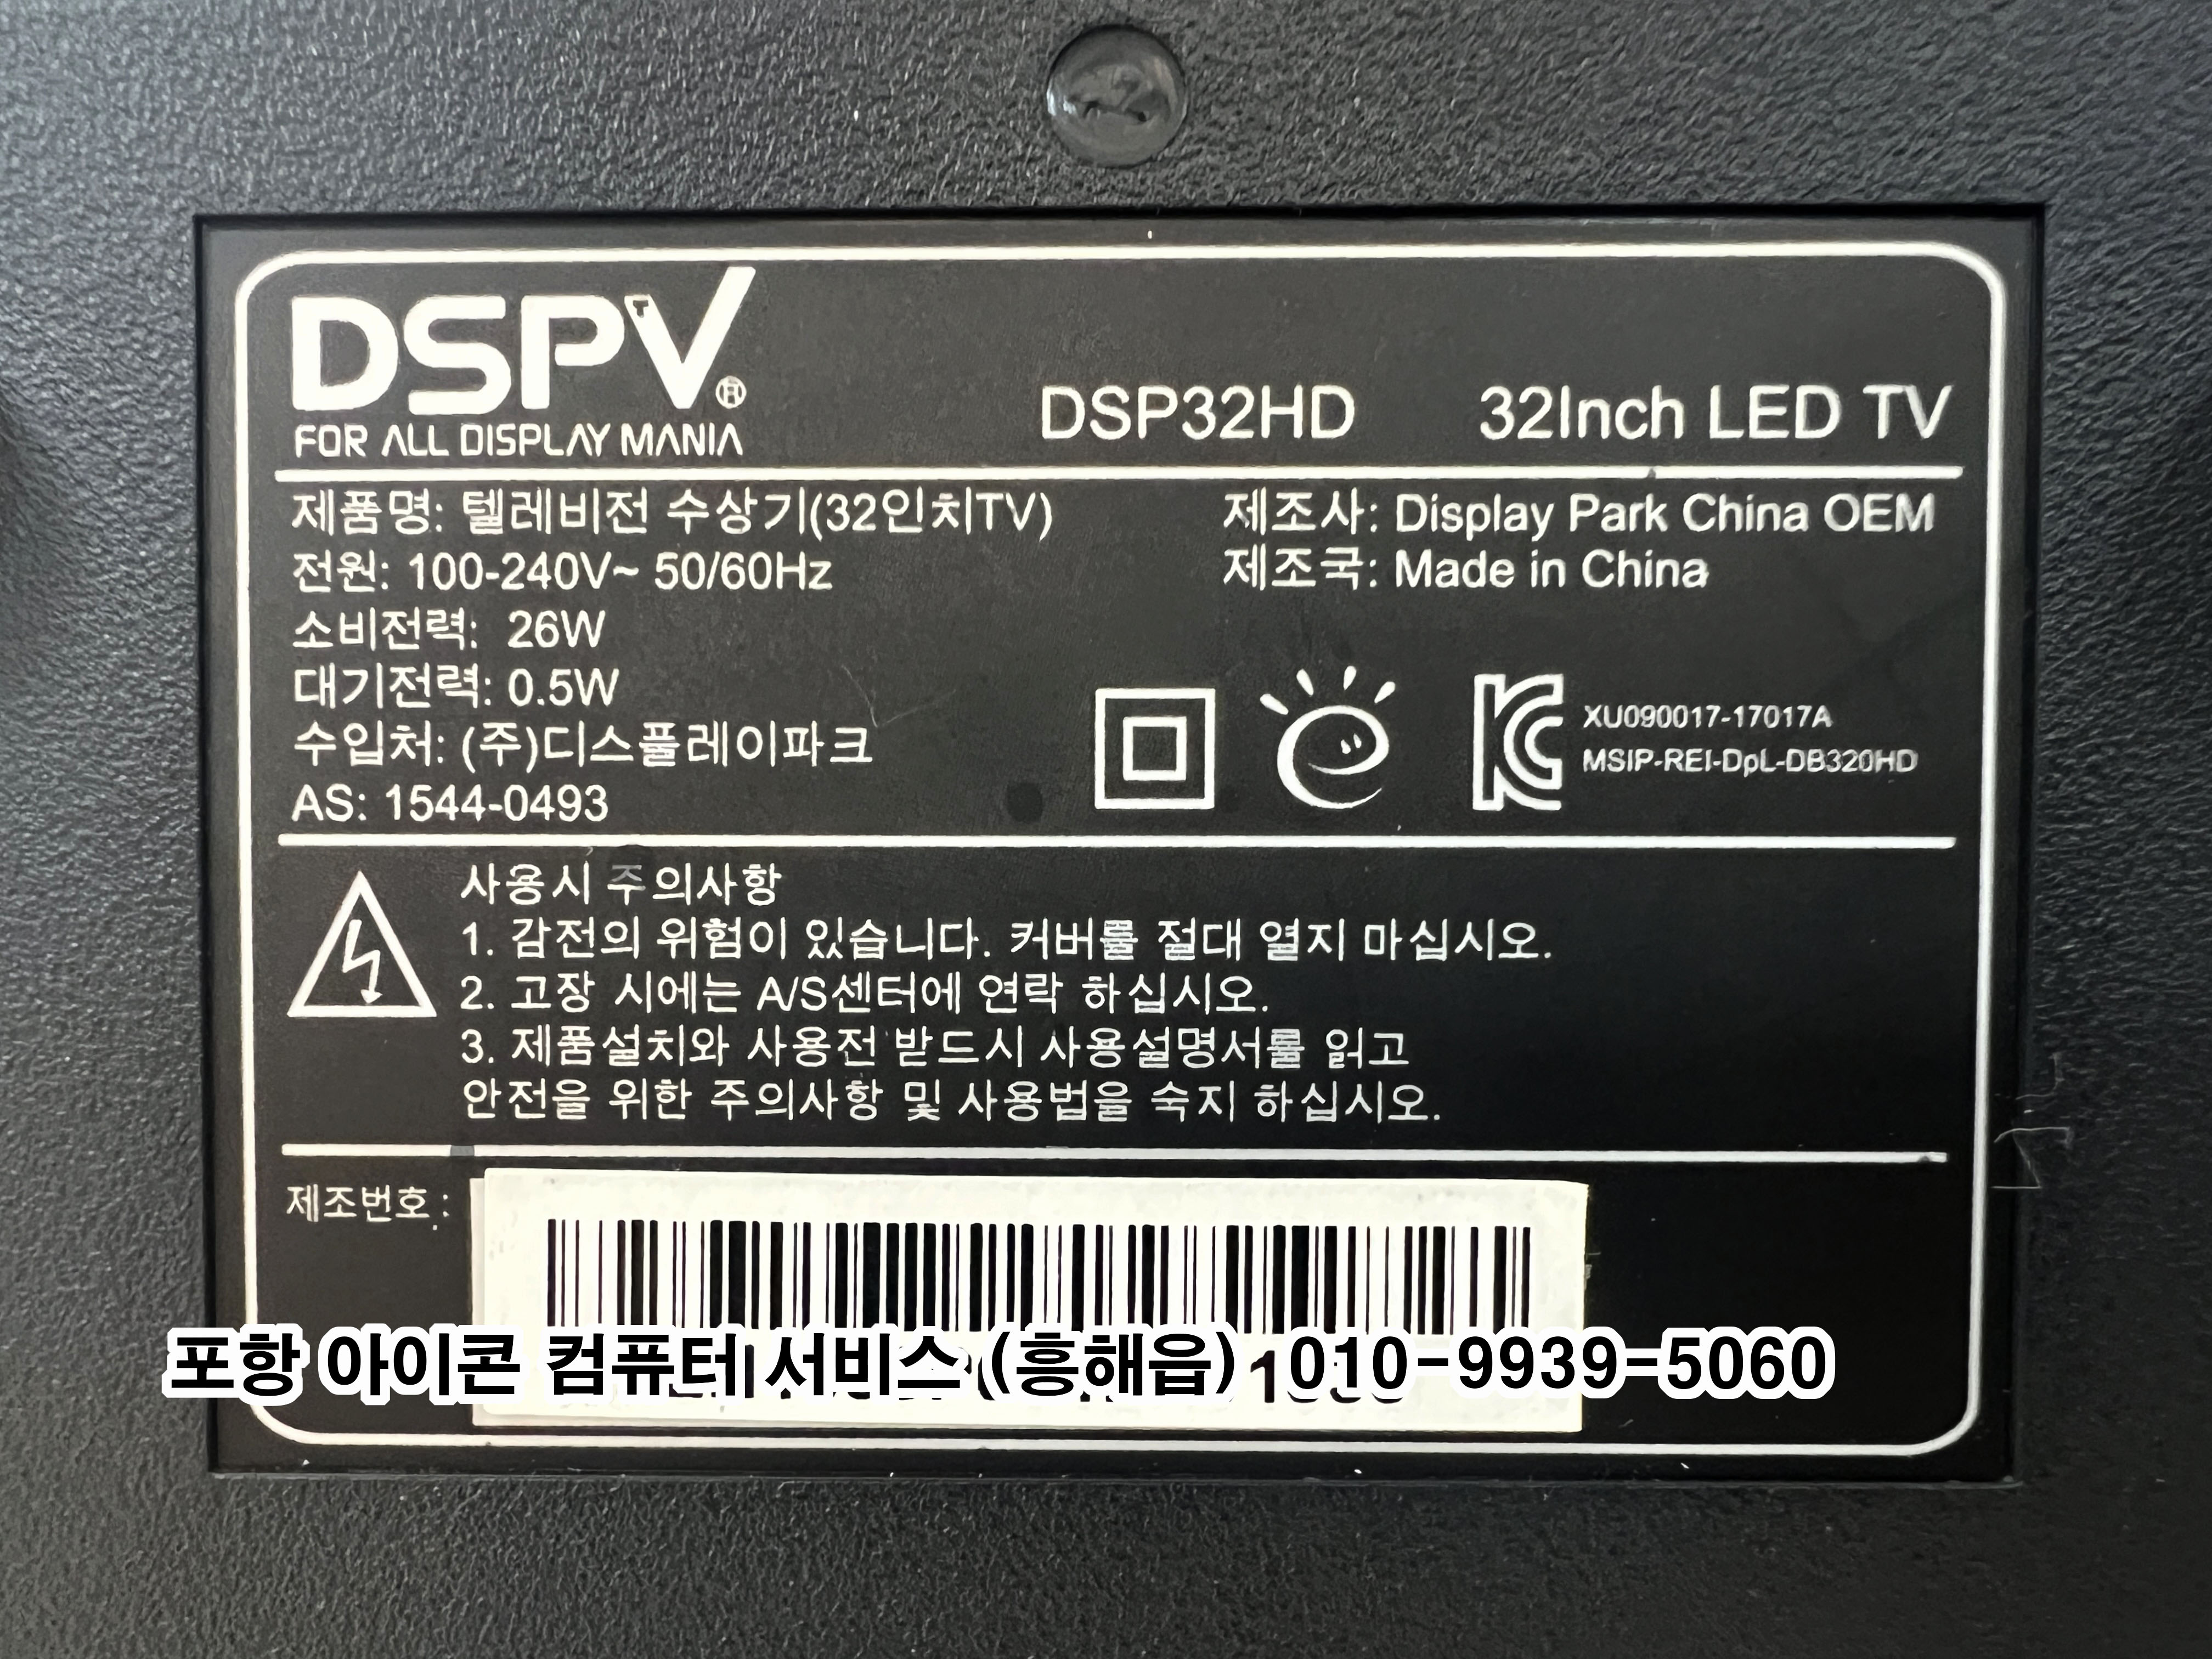 DSPV®
FOR ALL DISPLAY MANIA
DSP32HD 32Inch LED TV
제품명: 텔레비전 수상기(32인치TV)
전원: 100-240V~ 50/60Hz
소비전력: 26W
대기전력: 0.5W
수입처: (주)디스플레이파크
AS: 1544-0493
제조사: Display Park China OEM
제조국: Made in China
XU090017-17017A
MSIP-REI-DpL-DB320HD
사용시 주의사항
1. 감전의 위험이 있습니다. 커버를 절대 열지 마십시오.
2. 고장 시에는 A/S센터에 연락 하십시오.
3. 제품설치와 사용전 받드시 사용설명서를 읽고
안전을 위한 주의사항 및 사용법을 숙지 하십시오.
제조번호:
포항 아이콘 컴퓨터 서비스 (흥해읍) 010-9939-5060